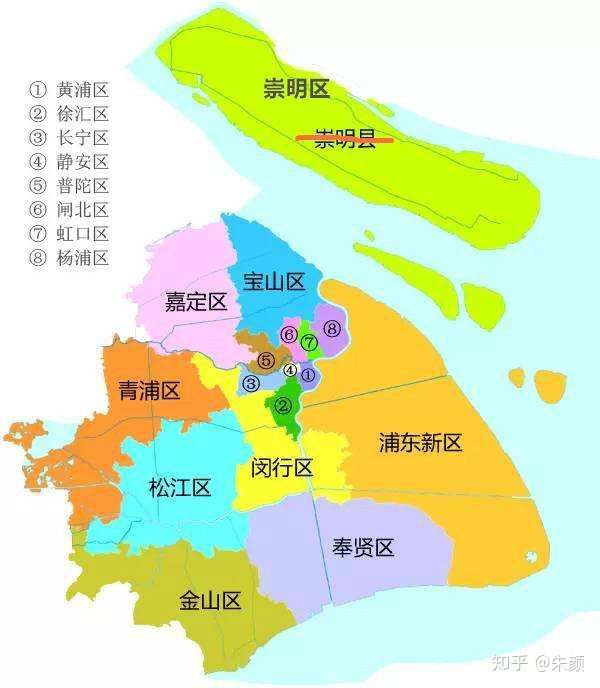 ① 黄浦区
② 徐汇区
③ 长宁区
④ 静安区
⑤ 普陀区
⑥ 闸北区
⑦ 虹口区
⑧ 杨浦区
崇明区
崇明县
宝山区
嘉定区
⑧
⑥
⑦
⑤
④
①
③
②
青浦区
浦东新区
闵行区
松江区
奉贤区
金山区
知乎 @朱颜